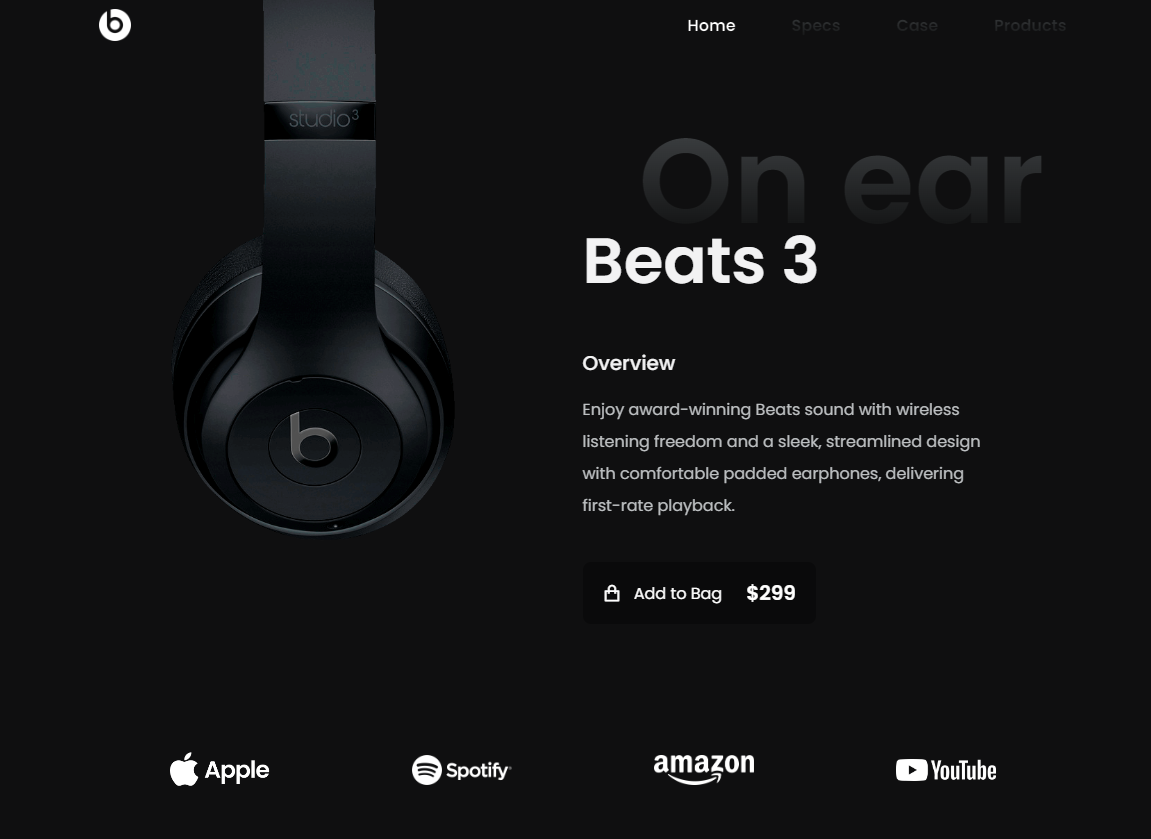 b
Home Specs Case Products
studio3
On ear
Beats 3
Overview
Enjoy award-winning Beats sound with wireless
listening freedom and a sleek, streamlined design
with comfortable padded earphones, delivering
first-rate playback.
Add to Bag $299
b
Apple Spotify amazon YouTube